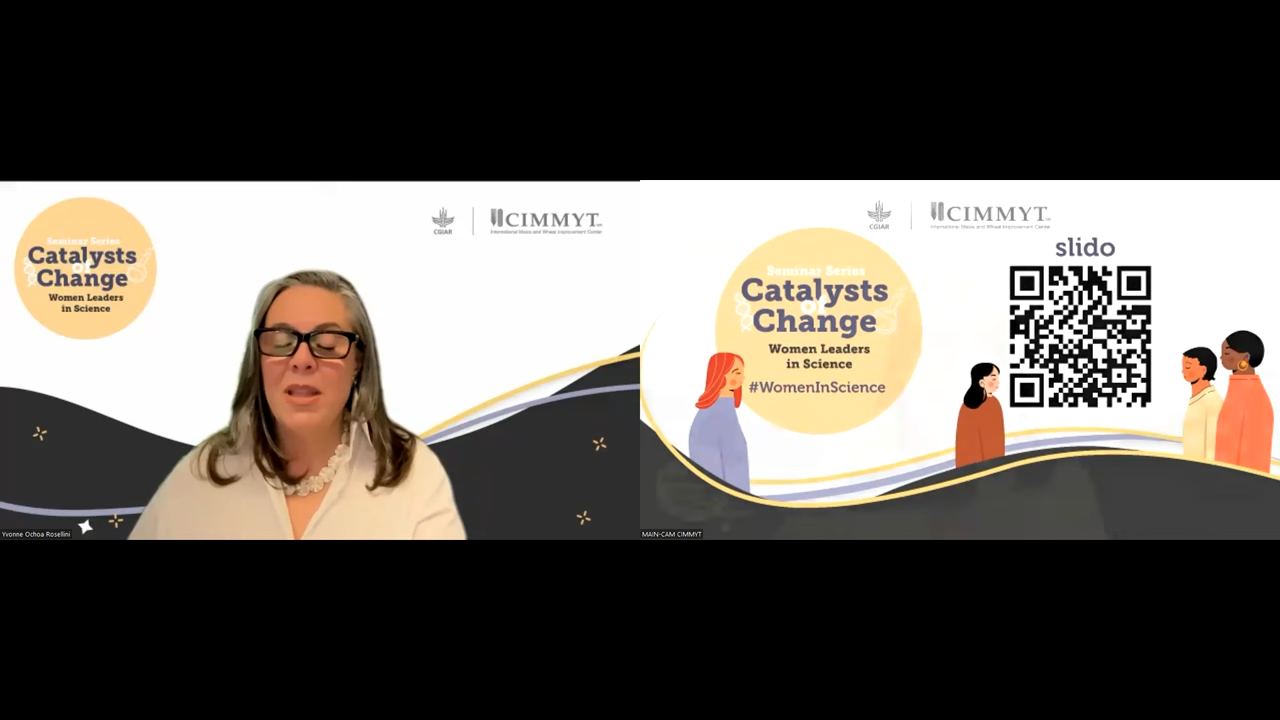 Seminar Series
Catalysts
of
Change
Women Leaders
in Science
CGIAR
CIMMYT
International Maize and Wheat Improvement Center
Yvonne Ochoa Rosellini
CGIAR
CIMMYT
International Maize and Wheat Improvement Center
slido
Seminar Series
Catalysts
of
Change
Women Leaders
in Science
#WomenInScience
MAIN-CAM CIMMYT